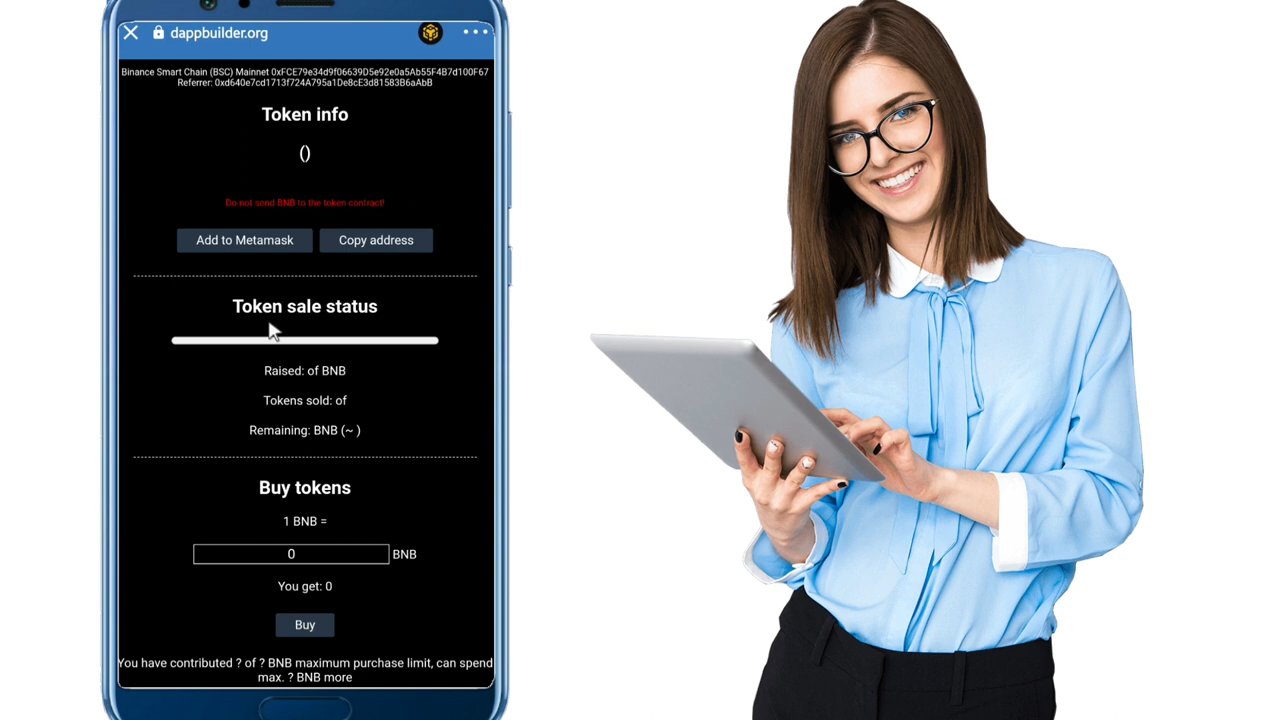 dappbuilder.org
Binance Smart Chain (BSC) Mainnet 0xFCE79e34d9f06639D5e92e0a5Ab55F4B7d100F67
Referrer: 0xd640e7cd1713f724A795a1De8cE3d81583B6aAbB
Token info
()
Do not send BNB to the token contract!
Add to Metamask
Copy address
Token sale status
Raised: of BNB
Tokens sold: of
Remaining: BNB (~ )
Buy tokens
1 BNB =
0 BNB
You get: 0
Buy
You have contributed ? of ? BNB maximum purchase limit, can spend
max. ? BNB more